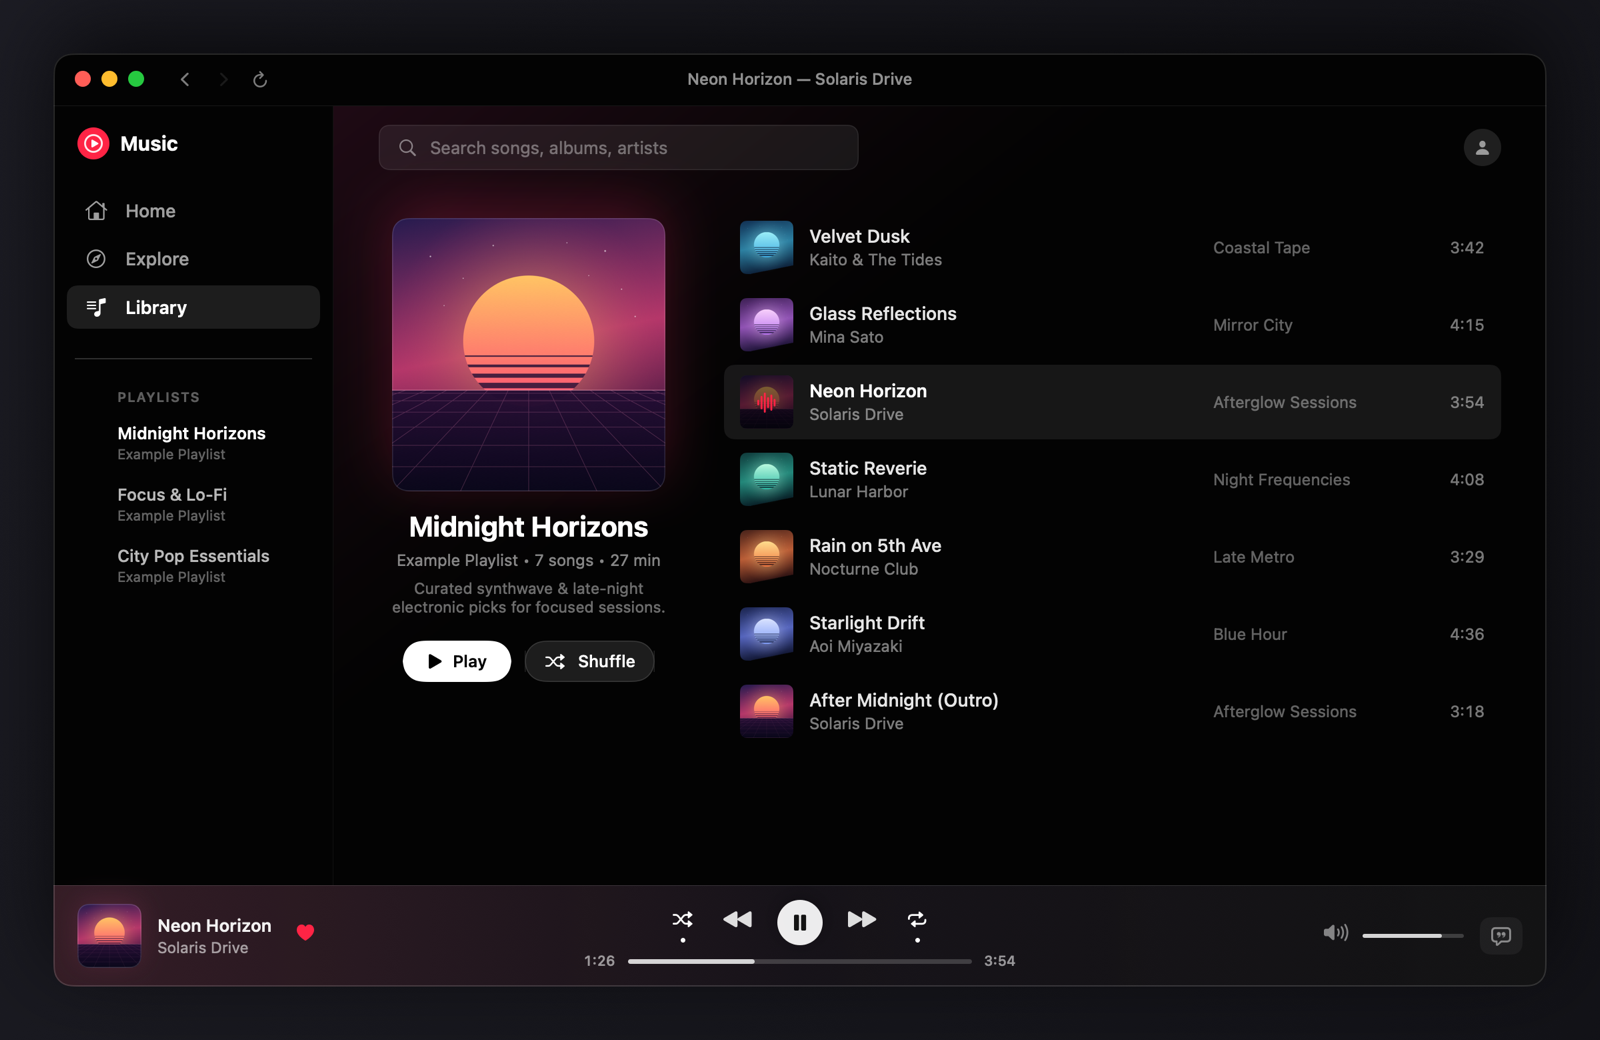 Neon Horizon — Solaris Drive
Music
Search songs, albums, artists
Home
Explore
Library
PLAYLISTS
Midnight Horizons
Example Playlist
Focus & Lo-Fi
Example Playlist
City Pop Essentials
Example Playlist
Midnight Horizons
Example Playlist • 7 songs • 27 min
Curated synthwave & late-night
electronic picks for focused sessions.
Play
Shuffle
Velvet Dusk
Kaito & The Tides
Coastal Tape
3:42
Glass Reflections
Mina Sato
Mirror City
4:15
Neon Horizon
Solaris Drive
Afterglow Sessions
3:54
Static Reverie
Lunar Harbor
Night Frequencies
4:08
Rain on 5th Ave
Nocturne Club
Late Metro
3:29
Starlight Drift
Aoi Miyazaki
Blue Hour
4:36
After Midnight (Outro)
Solaris Drive
Afterglow Sessions
3:18
Neon Horizon
Solaris Drive
1:26
3:54